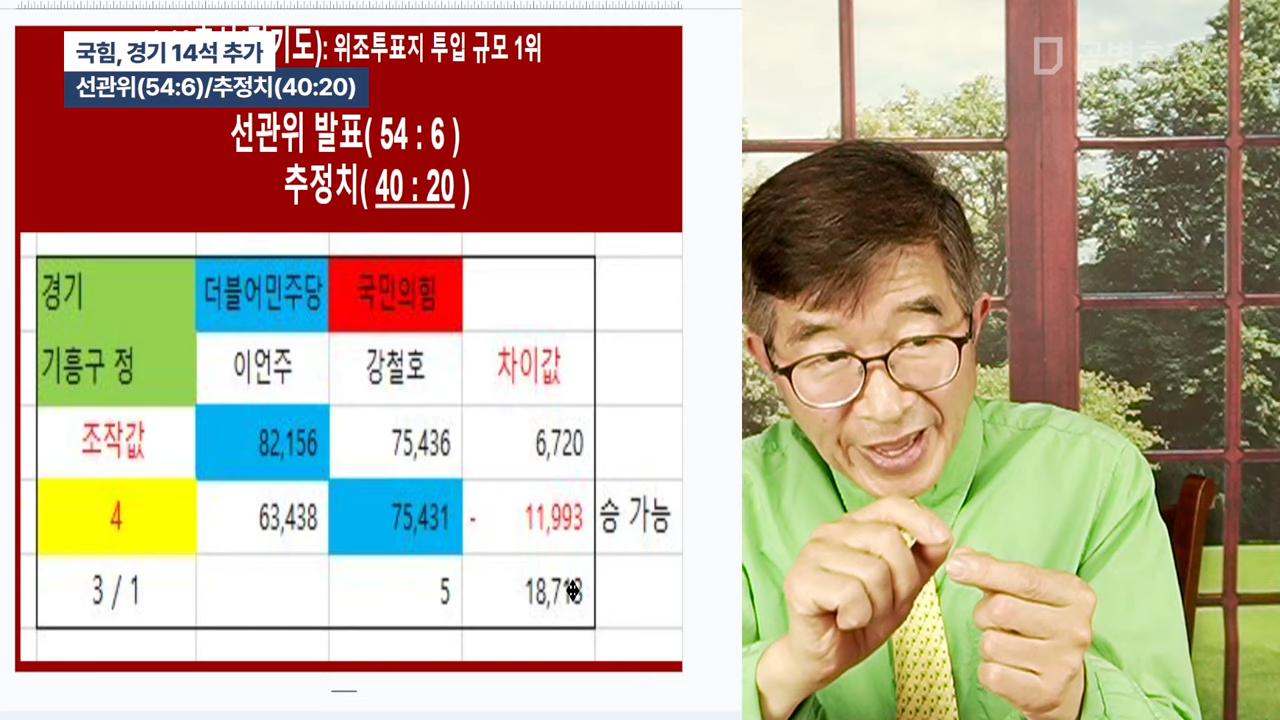 기도): 위조투표지 투입 규모 1위
국힘, 경기 14석 추가
선관위(54:6)/추정치(40:20)
선관위 발표( 54 : 6 )
추정치( 40 : 20 )
경기 더불어민주당 국민의힘
기흥구 정 이언주 강철호 차이값
조작값 82,156 75,436 6,720
4 63,438 75,431 - 11,993 승 가능
3 / 1 5